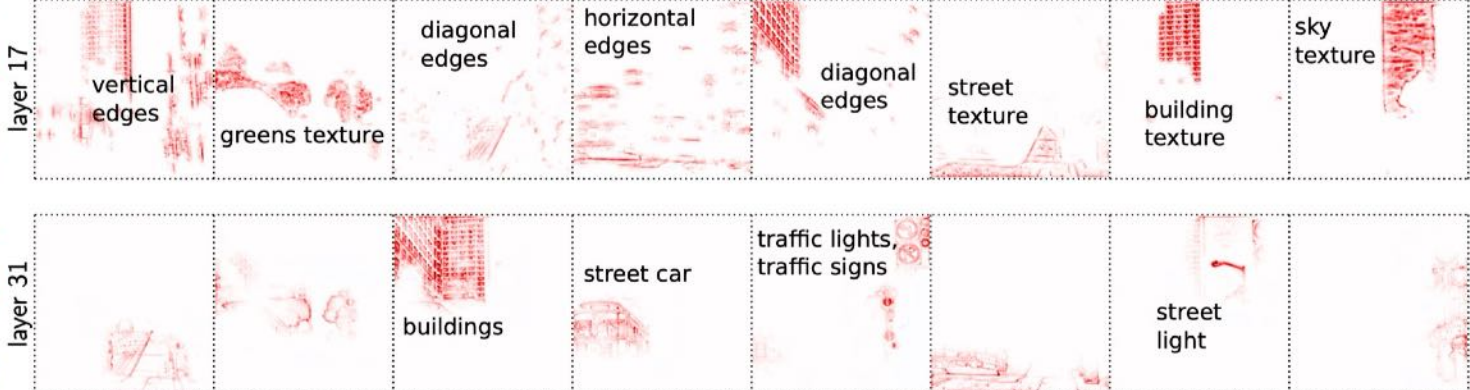 layer 17
vertical
edges
greens texture
diagonal
edges
horizontal
edges
diagonal
edges
street
texture
building
texture
sky
texture
layer 31
buildings
street car
traffic lights,
traffic signs
street
light